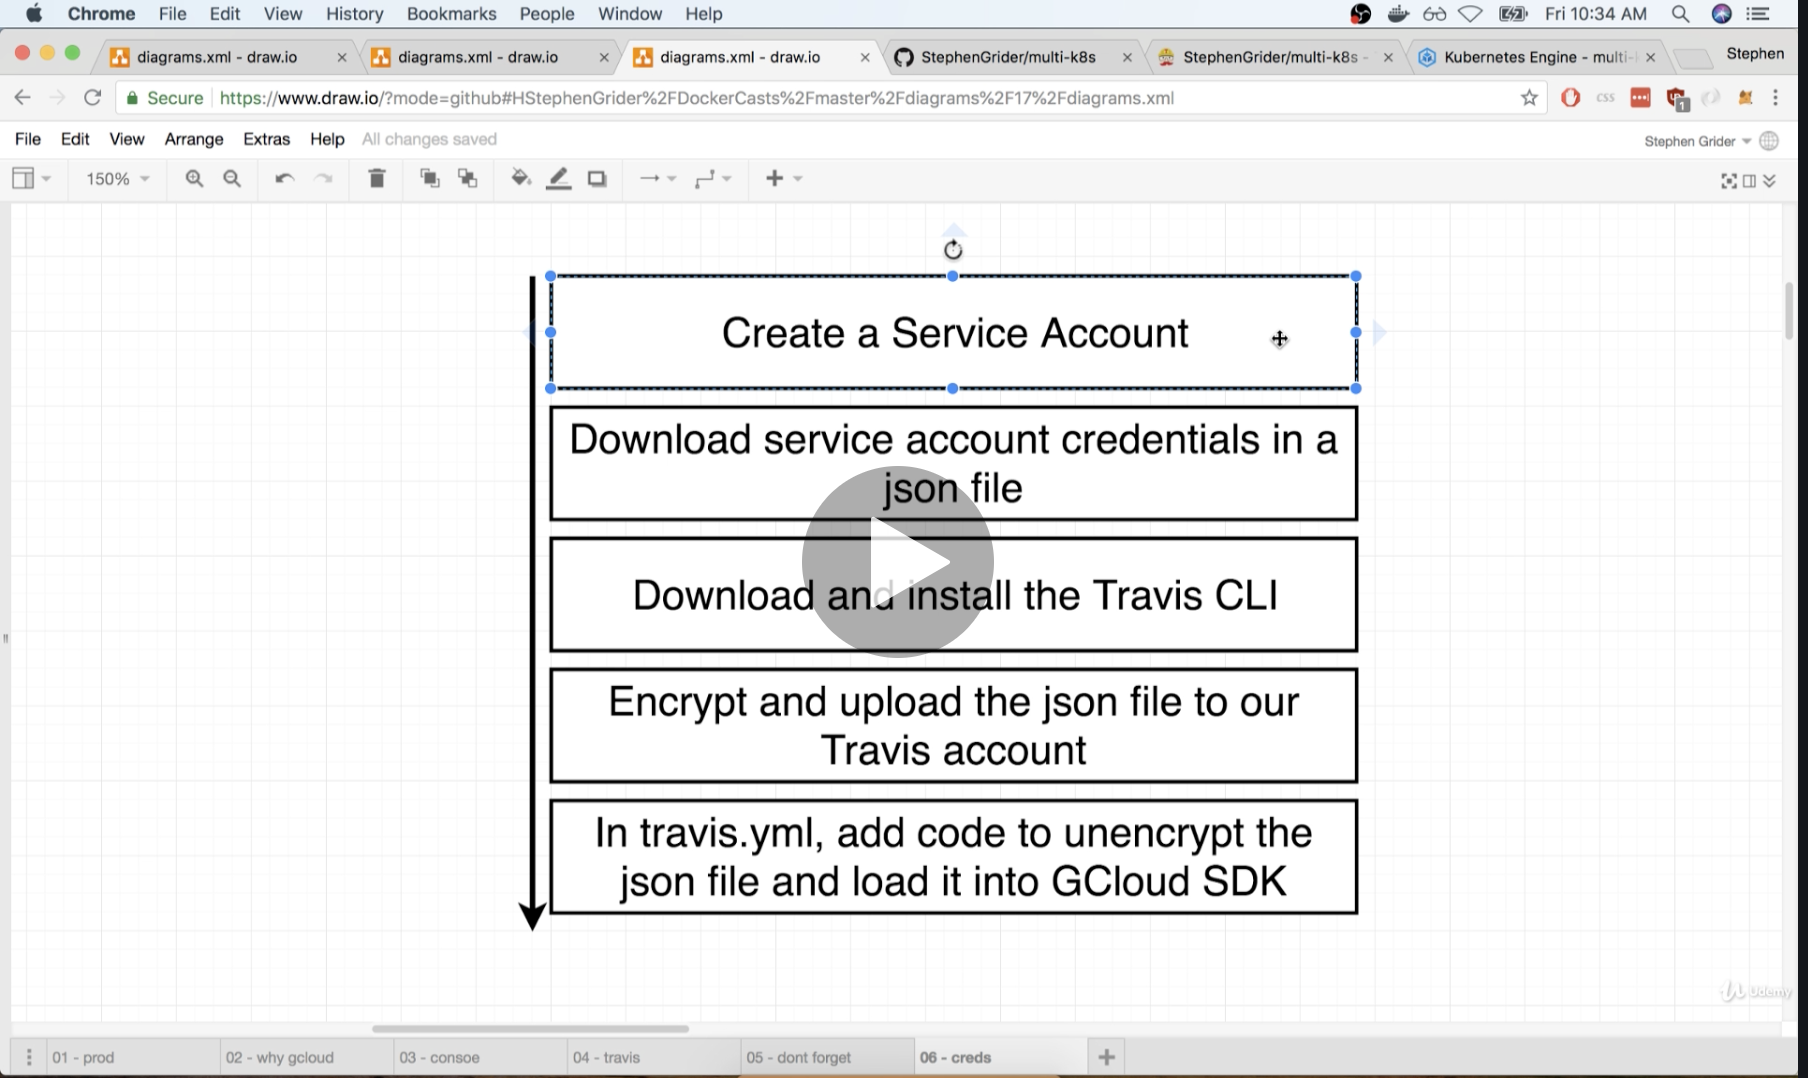 Chrome File Edit View History Bookmarks People Window Help Fri 10:34 AM
diagrams.xml - draw.io diagrams.xml - draw.io diagrams.xml - draw.io StephenGrider/multi-k8s StephenGrider/multi-k8s - Kubernetes Engine - multi- Stephen
Secure https://www.draw.io/?mode=github#HStephenGrider%2FDockerCasts%2Fmaster%2Fdiagrams%2F17%2Fdiagrams.xml css 1
File Edit View Arrange Extras Help All changes saved Stephen Grider
150%
Create a Service Account
Download service account credentials in a
json file
Download and install the Travis CLI
Encrypt and upload the json file to our
Travis account
In travis.yml, add code to unencrypt the
json file and load it into GCloud SDK
Udemy
01 - prod 02 - why gcloud 03 - consoe 04 - travis 05 - dont forget 06 - creds